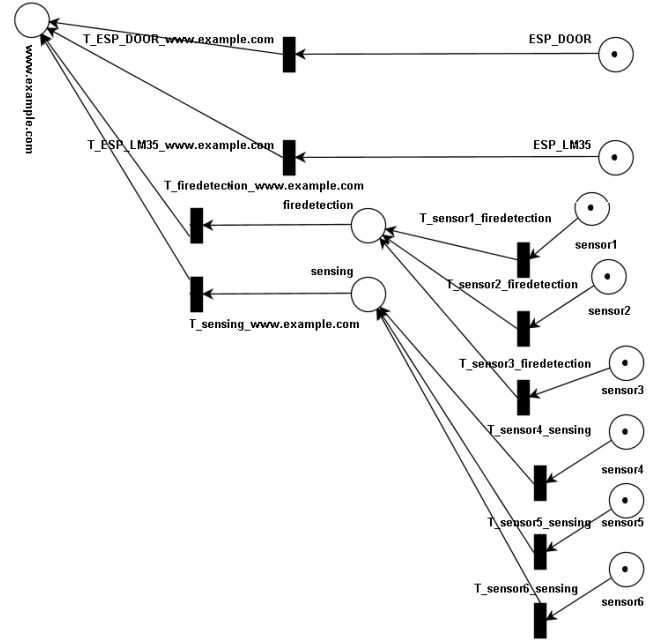 T_ESP_DOOR_www.example.com
ESP_DOOR
www.example.com
T_ESP_LM35_www.example.com
ESP_LM35
T_firedetection_www.example.com
firedetection
T_sensor1_firedetection
sensor1
sensing
T_sensor2_firedetection
sensor2
T_sensing_www.example.com
T_sensor3_firedetection
sensor3
T_sensor4_sensing
sensor4
T_sensor5_sensing
sensor5
T_sensor6_sensing
sensor6